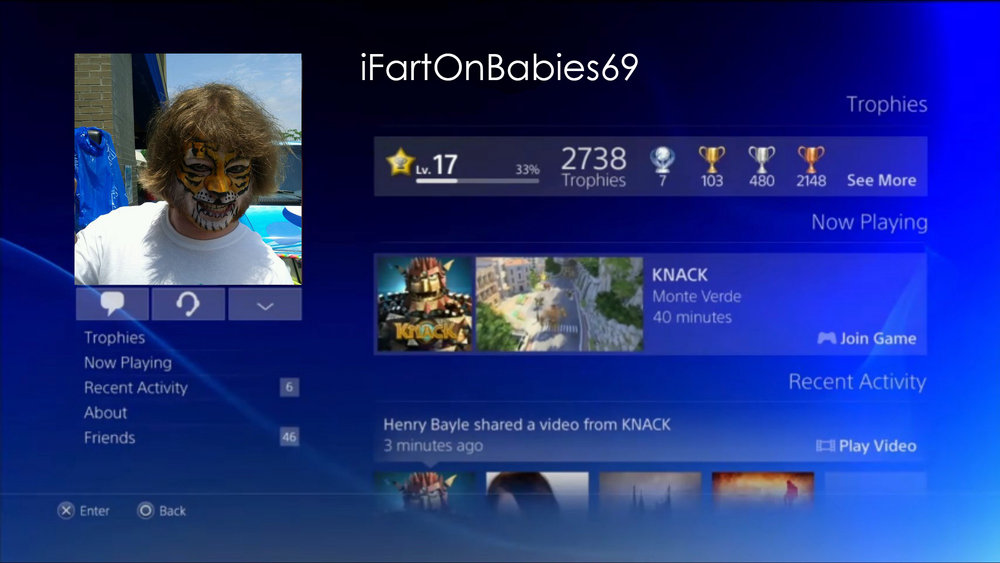 iFartOnBabies69
Trophies
Lv. 17
33%
2738
Trophies
7
103
480
2148
See More
Now Playing
KNACK
KNACK
Monte Verde
40 minutes
Join Game
Recent Activity
Henry Bayle shared a video from KNACK
3 minutes ago
Play Video
Trophies
Now Playing
Recent Activity 6
About
Friends 46
Enter
Back